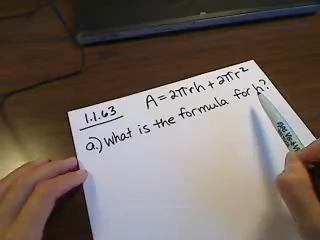 1.1.63 A = 2πrh + 2πr²
a.) What is the formula for h?